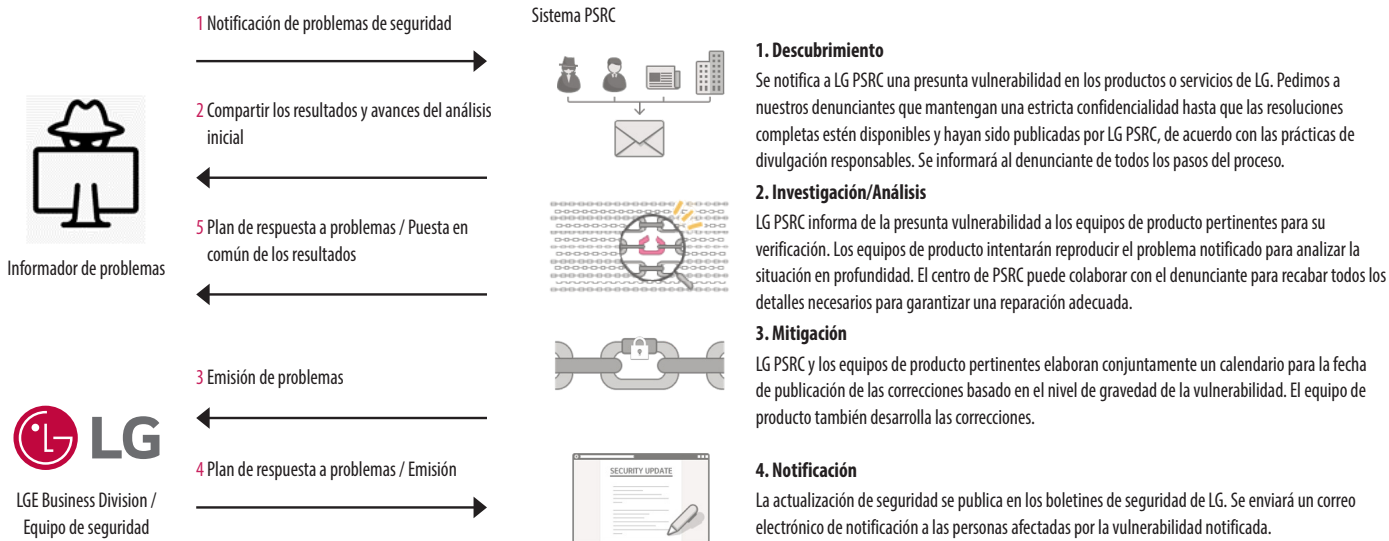 1 Notificación de problemas de seguridad
2 Compartir los resultados y avances del análisis
inicial
5 Plan de respuesta a problemas / Puesta en
común de los resultados
Informador de problemas
3 Emisión de problemas
4 Plan de respuesta a problemas / Emisión
LG
LGE Business Division /
Equipo de seguridad
Sistema PSRC
SECURITY UPDATE
1. Descubrimiento
Se notifica a LG PSRC una presunta vulnerabilidad en los productos o servicios de LG. Pedimos a
nuestros denunciantes que mantengan una estricta confidencialidad hasta que las resoluciones
completas estén disponibles y hayan sido publicadas por LG PSRC, de acuerdo con las prácticas de
divulgación responsables. Se informará al denunciante de todos los pasos del proceso.
2. Investigación/Análisis
LG PSRC informa de la presunta vulnerabilidad a los equipos de producto pertinentes para su
verificación. Los equipos de producto intentarán reproducir el problema notificado para analizar la
situación en profundidad. El centro de PSRC puede colaborar con el denunciante para recabar todos los
detalles necesarios para garantizar una reparación adecuada.
3. Mitigación
LG PSRC y los equipos de producto pertinentes elaboran conjuntamente un calendario para la fecha
de publicación de las correcciones basado en el nivel de gravedad de la vulnerabilidad. El equipo de
producto también desarrolla las correcciones.
4. Notificación
La actualización de seguridad se publica en los boletines de seguridad de LG. Se enviará un correo
electrónico de notificación a las personas afectadas por la vulnerabilidad notificada.